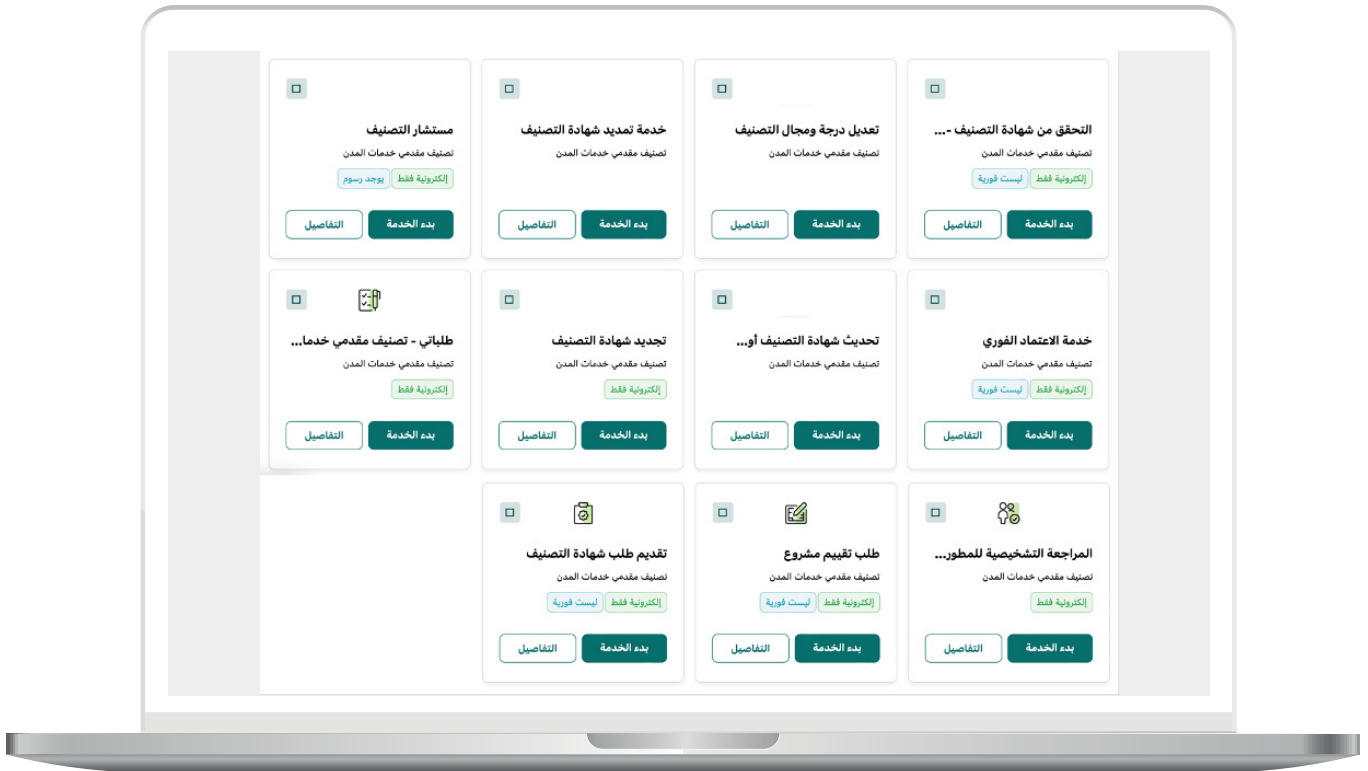 التحقق من شهادة التصنيف -...
تصنيف مقدمي خدمات المدن
إلكترونية فقط
ليست فورية
بدء الخدمة
التفاصيل
تعديل درجة ومجال التصنيف
تصنيف مقدمي خدمات المدن
بدء الخدمة
التفاصيل
خدمة تمديد شهادة التصنيف
تصنيف مقدمي خدمات المدن
بدء الخدمة
التفاصيل
مستشار التصنيف
تصنيف مقدمي خدمات المدن
إلكترونية فقط
يوجد رسوم
بدء الخدمة
التفاصيل
خدمة الاعتماد الفوري
تصنيف مقدمي خدمات المدن
إلكترونية فقط
ليست فورية
بدء الخدمة
التفاصيل
تحديث شهادة التصنيف أو...
تصنيف مقدمي خدمات المدن
بدء الخدمة
التفاصيل
تجديد شهادة التصنيف
تصنيف مقدمي خدمات المدن
إلكترونية فقط
بدء الخدمة
التفاصيل
طلباتي - تصنيف مقدمي خدما...
تصنيف مقدمي خدمات المدن
إلكترونية فقط
بدء الخدمة
التفاصيل
المراجعة التشخيصية للمطور...
تصنيف مقدمي خدمات المدن
إلكترونية فقط
بدء الخدمة
التفاصيل
طلب تقييم مشروع
تصنيف مقدمي خدمات المدن
إلكترونية فقط
ليست فورية
بدء الخدمة
التفاصيل
تقديم طلب شهادة التصنيف
تصنيف مقدمي خدمات المدن
إلكترونية فقط
ليست فورية
بدء الخدمة
التفاصيل